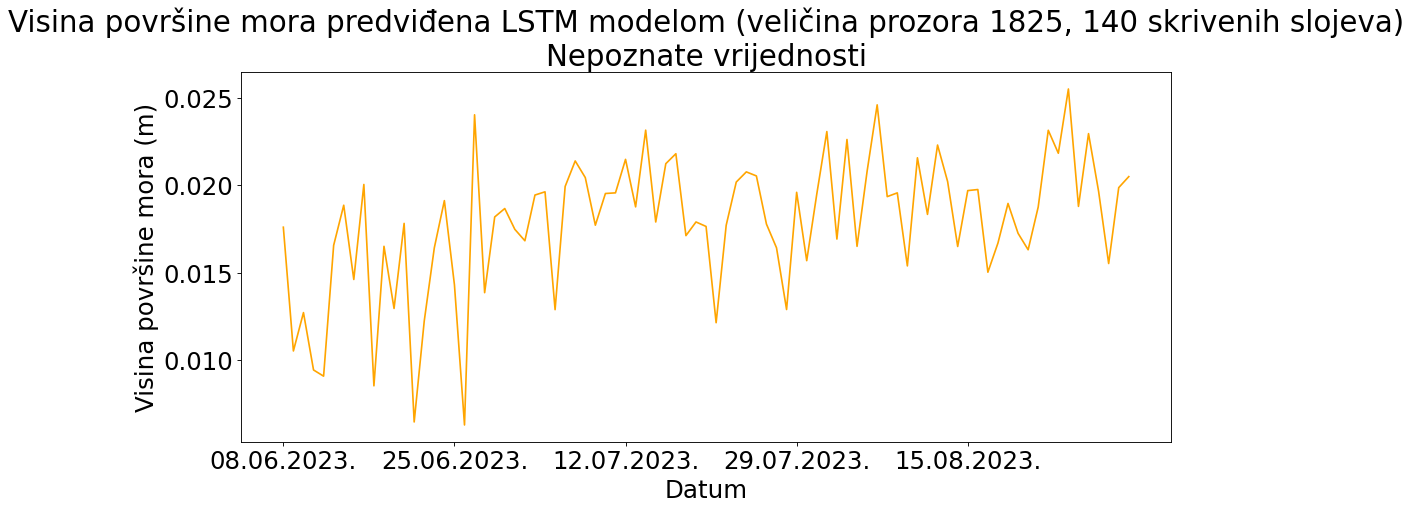 Visina površine mora predviđena LSTM modelom (veličina prozora 1825, 140 skrivenih slojeva)
Nepoznate vrijednosti
Visina površine mora (m)
0.025
0.020
0.015
0.010
08.06.2023. 25.06.2023. 12.07.2023. 29.07.2023. 15.08.2023.
Datum